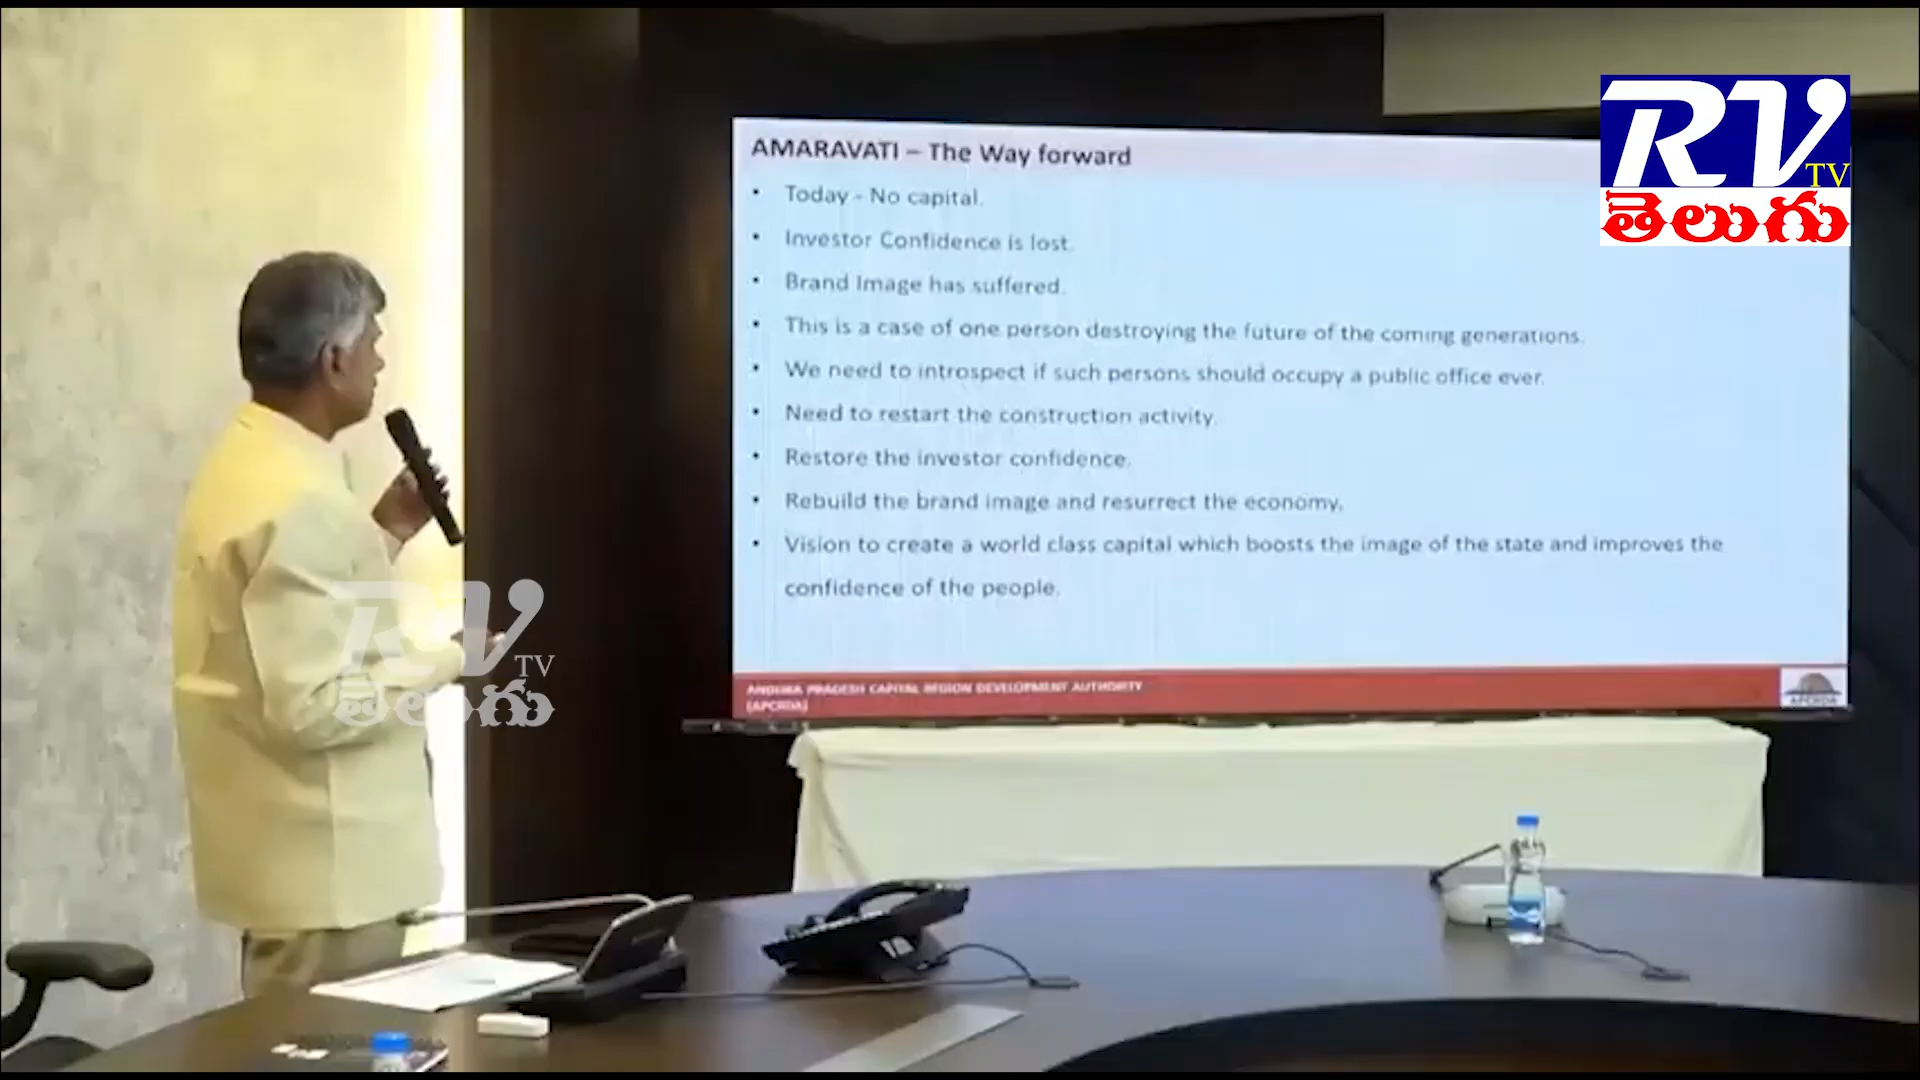 AMARAVATI – The Way forward
• Today - No capital.
• Investor Confidence is lost.
• Brand Image has suffered.
• This is a case of one person destroying the future of the coming generations.
• We need to introspect if such persons should occupy a public office ever.
• Need to restart the construction activity.
• Restore the investor confidence.
• Rebuild the brand image and resurrect the economy.
• Vision to create a world class capital which boosts the image of the state and improves the
confidence of the people.
ANDHRA PRADESH CAPITAL REGION DEVELOPMENT AUTHORITY
(APCRDA)
APCRDA
RV TV
తెలుగు
RV TV
తెలుగు